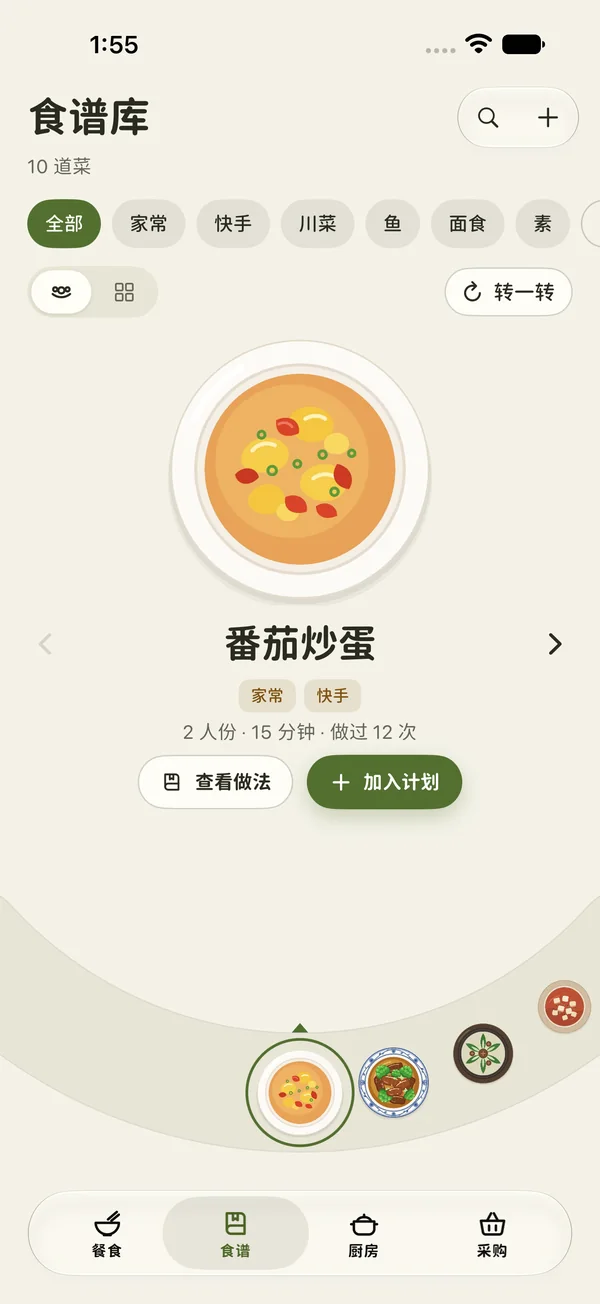 1:55
食谱库
10 道菜
全部 家常 快手 川菜 鱼 面食 素
转一转
番茄炒蛋
家常 快手
2 人份 · 15 分钟 · 做过 12 次
查看做法 加入计划
餐食 食谱 厨房 采购